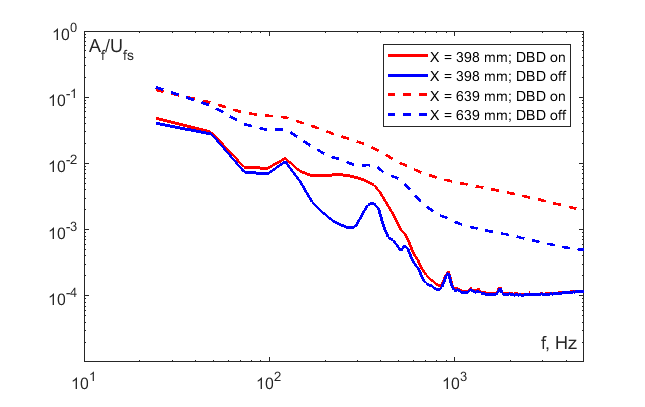 10^0
A_f/U_fs
X = 398 mm; DBD on
X = 398 mm; DBD off
X = 639 mm; DBD on
X = 639 mm; DBD off
10^-1
10^-2
10^-3
10^-4
f, Hz
10^1
10^2
10^3